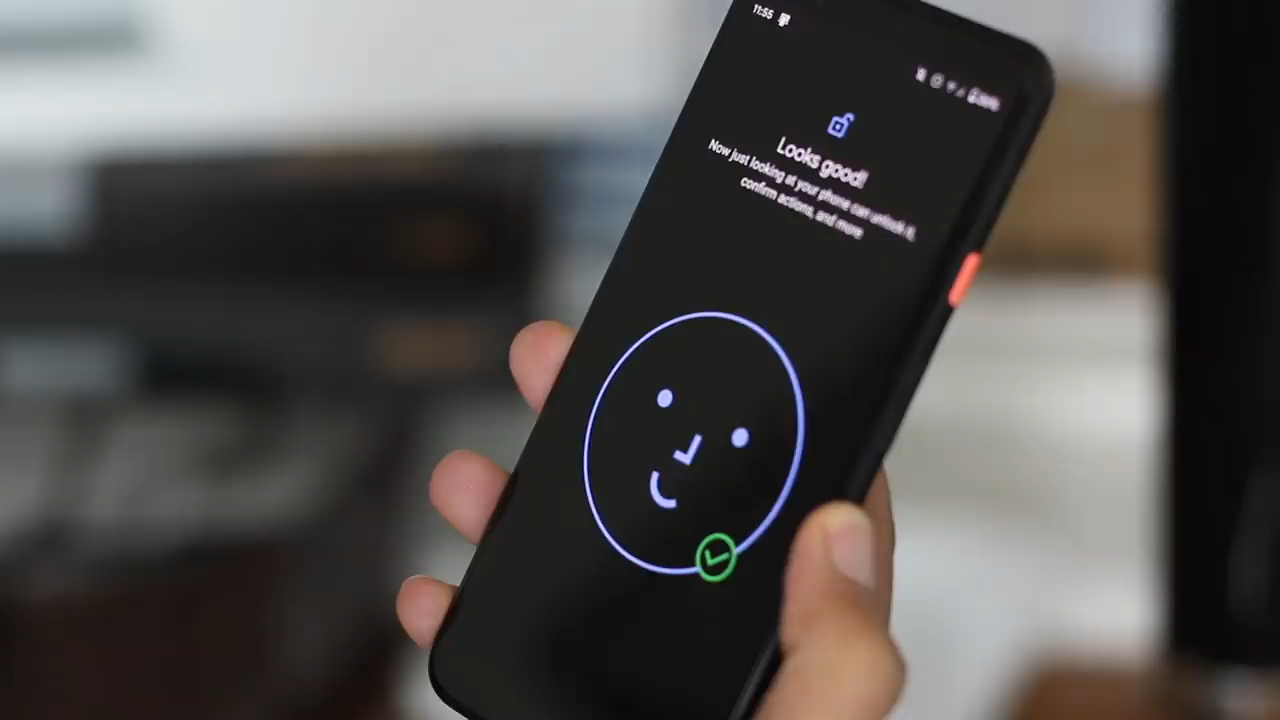 11:55
Looks good!
Now just looking at your phone can unlock it,
confirm actions, and more